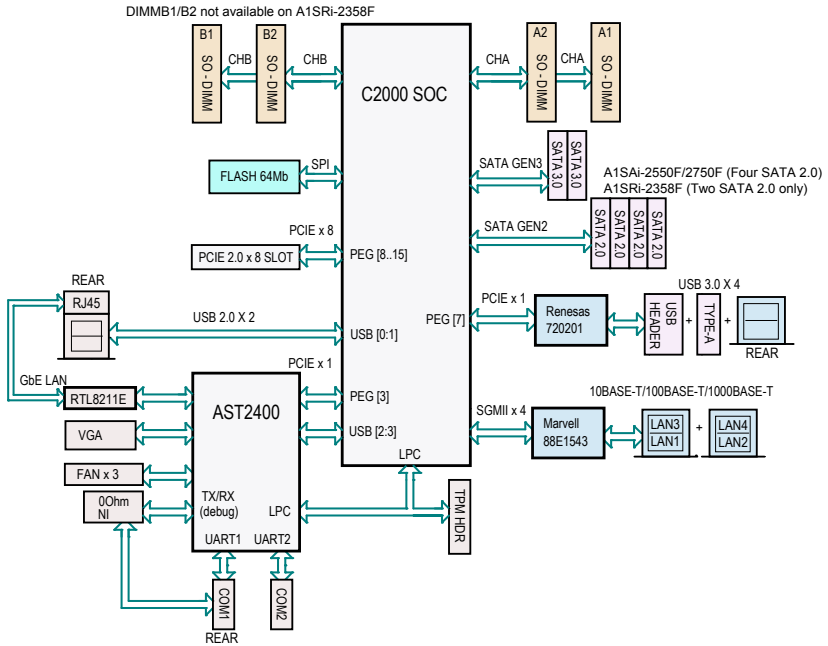 DIMMB1/B2 not available on A1SRi-2358F
B1
SO - DIMM
CHB
B2
SO - DIMM
CHB
C2000 SOC
CHA
A2
SO - DIMM
CHA
A1
SO - DIMM
FLASH 64Mb
SPI
SATA GEN3
SATA 3.0
SATA 3.0
A1SAi-2550F/2750F (Four SATA 2.0)
A1SRi-2358F (Two SATA 2.0 only)
SATA GEN2
SATA 2.0
SATA 2.0
SATA 2.0
SATA 2.0
PCIE x 8
PCIE 2.0 x 8 SLOT
PEG [8..15]
REAR
RJ45
USB 2.0 X 2
USB [0:1]
PEG [7]
PCIE x 1
Renesas
720201
USB 3.0 X 4
USB
HEADER
+
TYPE-A
+
REAR
GbE LAN
RTL8211E
AST2400
PCIE x 1
PEG [3]
VGA
USB [2:3]
SGMII x 4
Marvell
88E1543
10BASE-T/100BASE-T/1000BASE-T
LAN3
LAN1
+
LAN4
LAN2
LPC
FAN x 3
0Ohm
NI
TX/RX
(debug)
LPC
TPM HDR
UART1
UART2
COM1
REAR
COM2